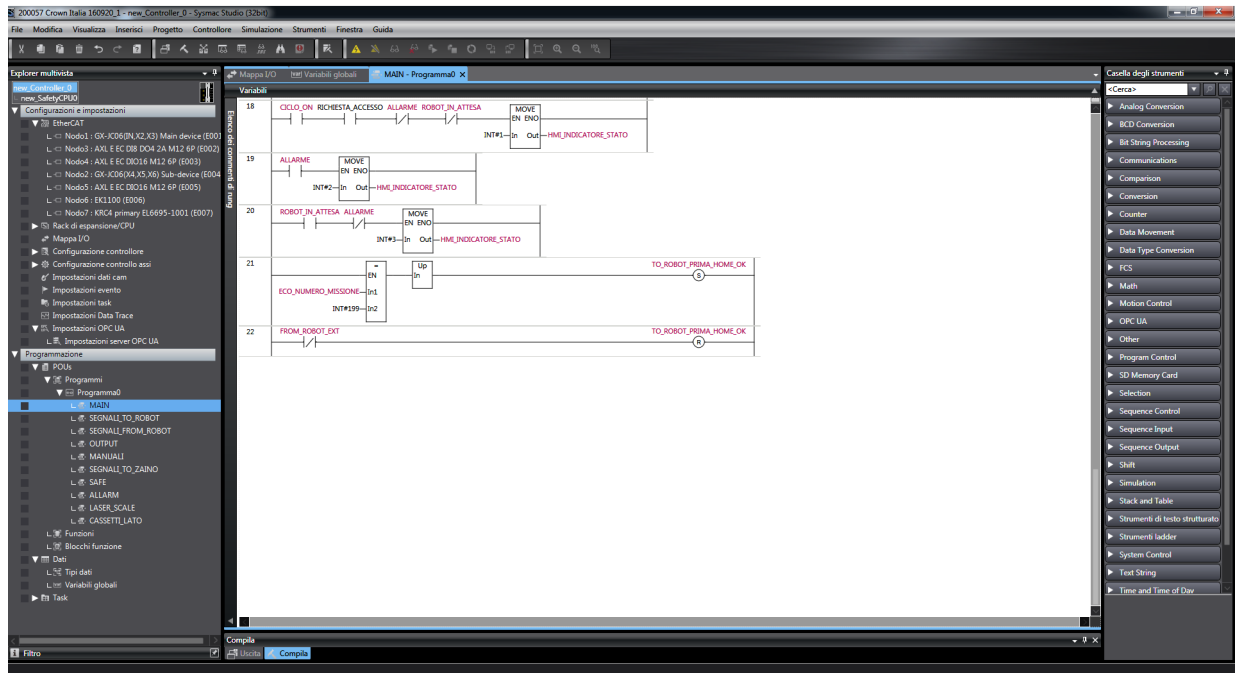 200057 Crown Italia 160920_1 - new_Controller_0 - Sysmac Studio (32bit)
File Modifica Visualizza Inserisci Progetto Controllore Simulazione Strumenti Finestra Guida
Explorer multivista
new_Controller_0
new_SafetyCPU0
Configurazioni e impostazioni
EtherCAT
Nodo1 : GX-JC06(IN,X2,X3) Main device (E001
Nodo3 : AXL E EC DI8 DO4 2A M12 6P (E002)
Nodo4 : AXL E EC DIO16 M12 6P (E003)
Nodo2 : GX-JC06(X4,X5,X6) Sub-device (E004
Nodo5 : AXL E EC DIO16 M12 6P (E005)
Nodo6 : EK1100 (E006)
Nodo7 : KRC4 primary EL6695-1001 (E007)
Rack di espansione/CPU
Mappa I/O
Configurazione controllore
Configurazione controllo assi
Impostazioni dati cam
Impostazioni evento
Impostazioni task
Impostazioni Data Trace
Impostazioni OPC UA
Impostazioni server OPC UA
Programmazione
POUs
Programmi
Programma0
MAIN
SEGNALI_TO_ROBOT
SEGNALI_FROM_ROBOT
OUTPUT
MANUALI
SEGNALI_TO_ZAINO
SAFE
ALLARM
LASER_SCALE
CASSETTI_LATO
Funzioni
Blocchi funzione
Dati
Tipi dati
Variabili globali
Task
Filtro
Mappa I/O Variabili globali MAIN - Programma0
Variabili
Elenco dei commenti di rung
18 CICLO_ON RICHIESTA_ACCESSO ALLARME ROBOT_IN_ATTESA MOVE
EN ENO
INT#1 In Out HMI_INDICATORE_STATO
19 ALLARME MOVE
EN ENO
INT#2 In Out HMI_INDICATORE_STATO
20 ROBOT_IN_ATTESA ALLARME MOVE
EN ENO
INT#3 In Out HMI_INDICATORE_STATO
21 = Up TO_ROBOT_PRIMA_HOME_OK
EN In S
ECO_NUMERO_MISSIONE In1
INT#199 In2
22 FROM_ROBOT_EXT TO_ROBOT_PRIMA_HOME_OK
R
Compila
Uscita Compila
Casella degli strumenti
<Cerca>
Analog Conversion
BCD Conversion
Bit String Processing
Communications
Comparison
Conversion
Counter
Data Movement
Data Type Conversion
FCS
Math
Motion Control
OPC UA
Other
Program Control
SD Memory Card
Selection
Sequence Control
Sequence Input
Sequence Output
Shift
Simulation
Stack and Table
Strumenti di testo strutturato
Strumenti ladder
System Control
Text String
Time and Time of Day